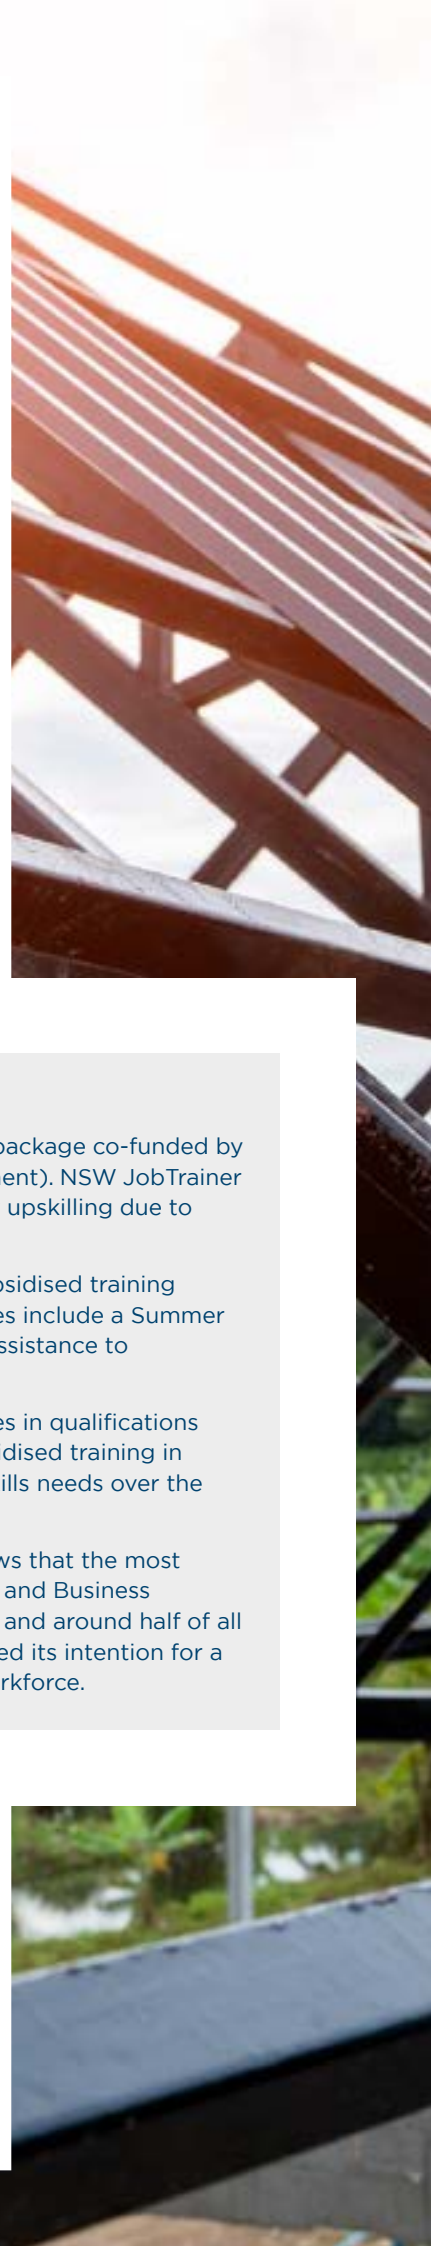 package co-funded by
ent). NSW JobTrainer
upskilling due to
sidised training
es include a Summer
ssistance to
es in qualifications
dised training in
ills needs over the
ws that the most
and Business
and around half of all
ed its intention for a
rkforce.